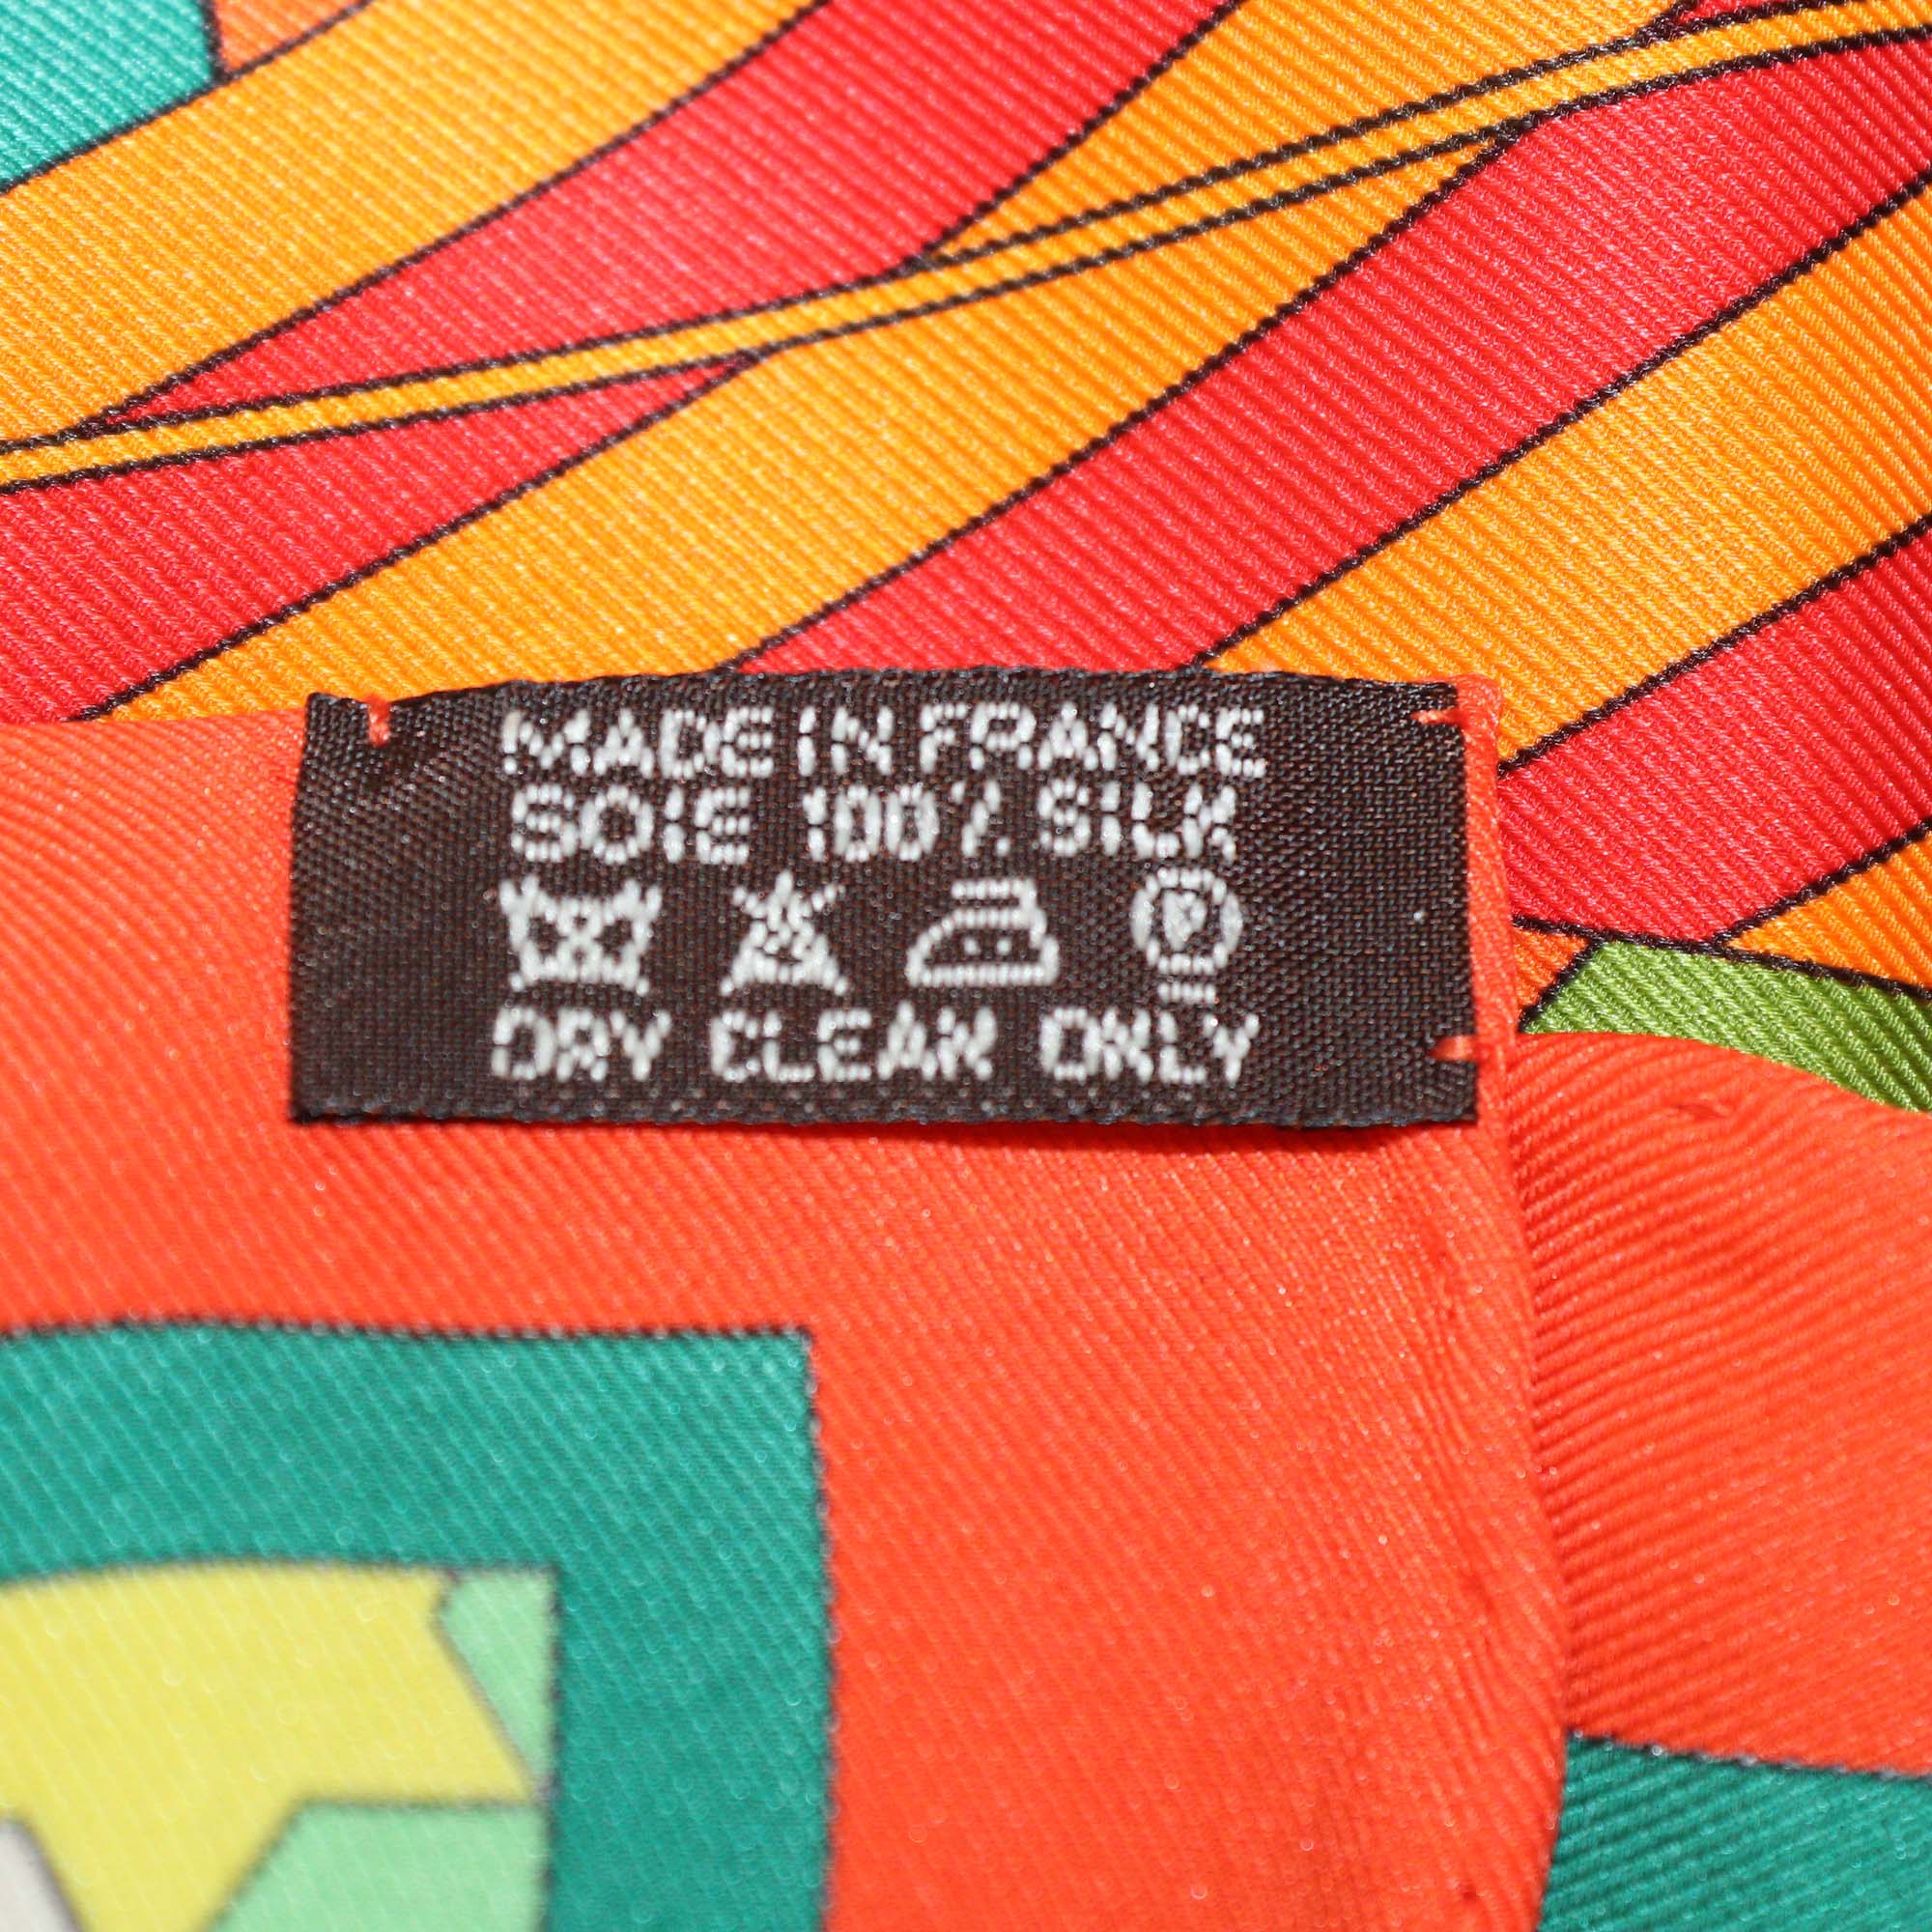 MADE IN FRANCE
SOIE 100% SILK
P
DRY CLEAN ONLY